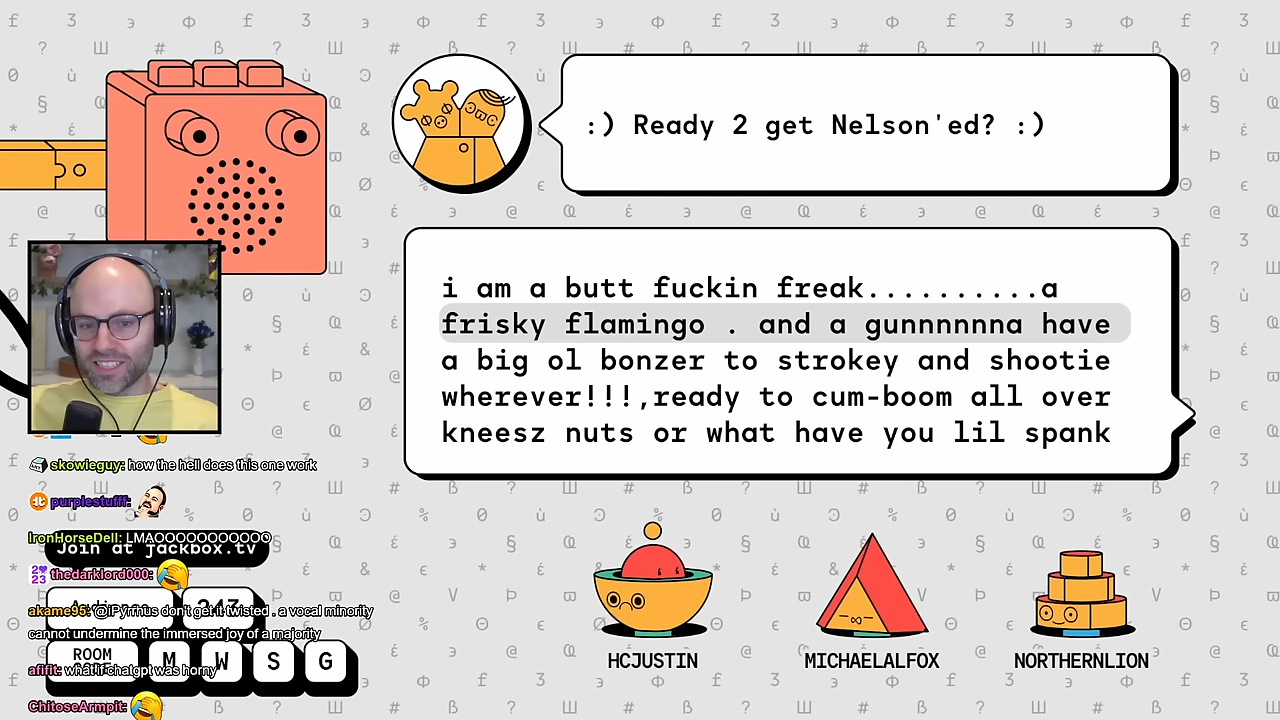 :) Ready 2 get Nelson'ed? :)
i am a butt fuckin freak..........a
frisky flamingo . and a gunnnnnna have
a big ol bonzer to strokey and shootie
wherever!!!,ready to cum-boom all over
kneesz nuts or what have you lil spank
skowieguy: how the hell does this one work
purplestufff:
IronHorseDell: LMAOOOOOOOOOOO
Join at jackbox.tv
thedarklord000:
akame95: @iPyrrhus don't get it twisted . a vocal minority
cannot undermine the immersed joy of a majority
ROOM
M W S G
afifit: what if chatgpt was horny
ChitoseArmpit:
HCJUSTIN
MICHAELALFOX
NORTHERNLION